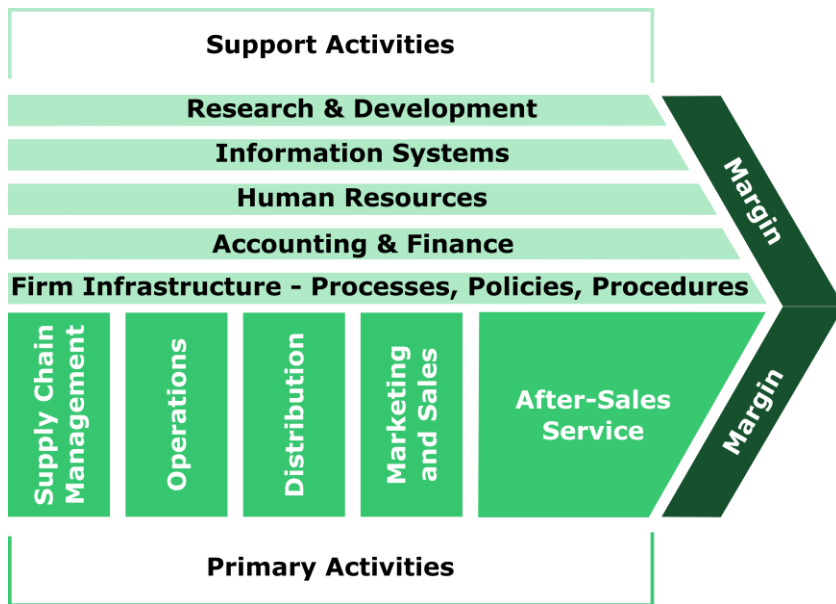 Support Activities
Research & Development
Information Systems
Human Resources
Accounting & Finance
Firm Infrastructure - Processes, Policies, Procedures
Margin
Supply Chain
Management
Operations
Distribution
Marketing
and Sales
After-Sales
Service
Margin
Primary Activities